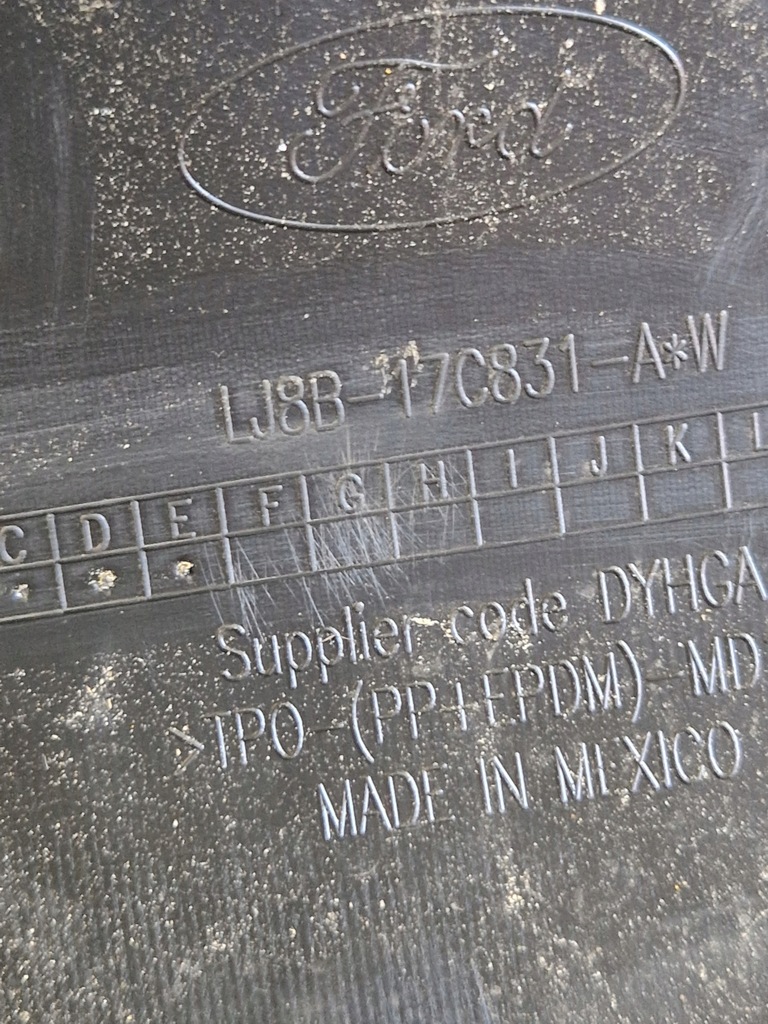 Ford
LJ8B-17C831-A*W
C D E F G H I J K L
Supplier code DYHGA
>TPO-(PP+EPDM)-MD
MADE IN MEXICO